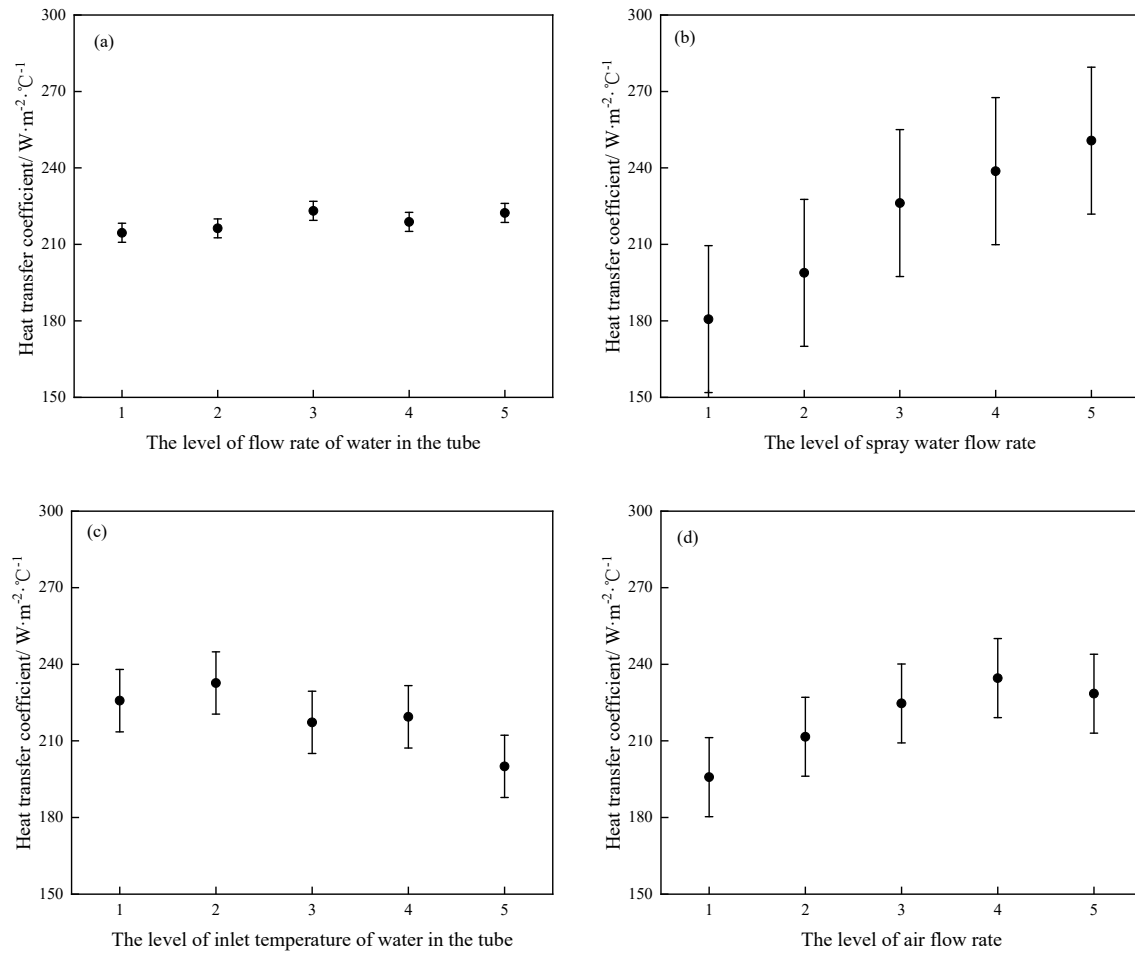 (a)
Heat transfer coefficient/ W·m⁻²·℃⁻¹
300
270
240
210
180
150
1 2 3 4 5
The level of flow rate of water in the tube
(b)
Heat transfer coefficient/ W·m⁻²·℃⁻¹
300
270
240
210
180
150
1 2 3 4 5
The level of spray water flow rate
(c)
Heat transfer coefficient/ W·m⁻²·℃⁻¹
300
270
240
210
180
150
1 2 3 4 5
The level of inlet temperature of water in the tube
(d)
Heat transfer coefficient/ W·m⁻²·℃⁻¹
300
270
240
210
180
150
1 2 3 4 5
The level of air flow rate